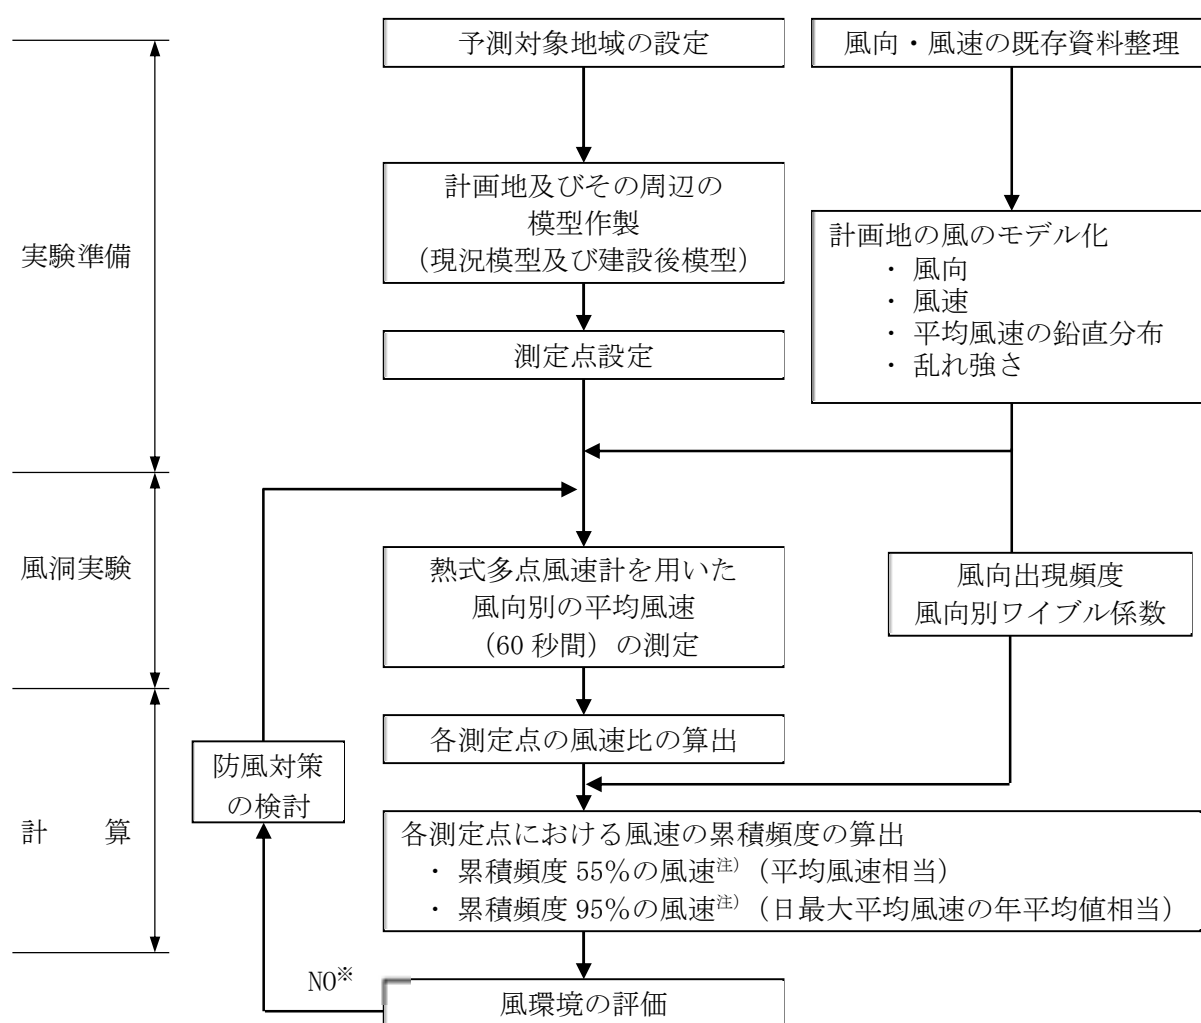 予測対象地域の設定
風向・風速の既存資料整理
計画地及びその周辺の
模型作製
（現況模型及び建設後模型）
計画地の風のモデル化
・ 風向
・ 風速
・ 平均風速の鉛直分布
・ 乱れ強さ
実験準備
測定点設定
風洞実験
熱式多点風速計を用いた
風向別の平均風速
（60 秒間）の測定
風向出現頻度
風向別ワイブル係数
各測定点の風速比の算出
防風対策
の検討
計　　算
各測定点における風速の累積頻度の算出
・ 累積頻度 55％の風速注）（平均風速相当）
・ 累積頻度 95％の風速注）（日最大平均風速の年平均値相当）
NO※
風環境の評価